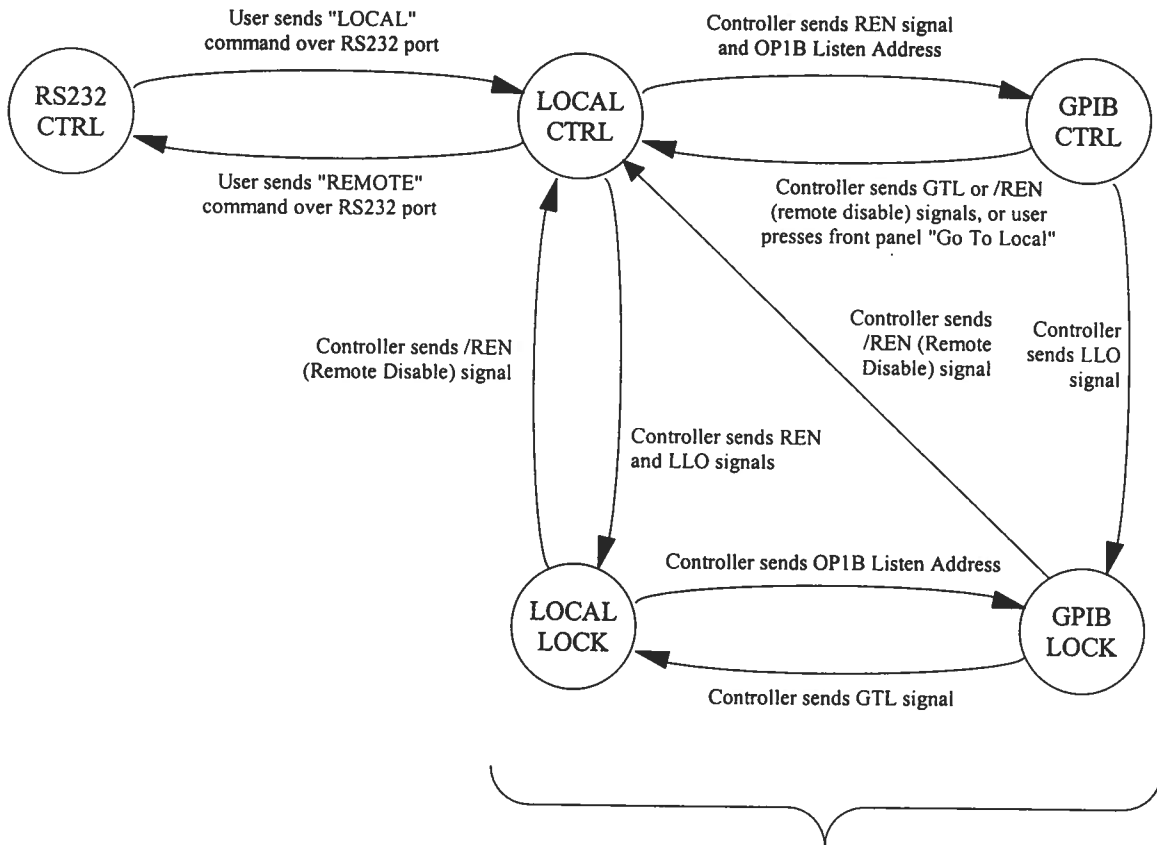 User sends "LOCAL"
command over RS232 port
Controller sends REN signal
and OP1B Listen Address
RS232
CTRL
LOCAL
CTRL
GPIB
CTRL
User sends "REMOTE"
command over RS232 port
Controller sends GTL or /REN
(remote disable) signals, or user
presses front panel "Go To Local"
Controller sends /REN
(Remote Disable) signal
Controller sends
/REN (Remote
Disable) signal
Controller
sends LLO
signal
Controller sends REN
and LLO signals
Controller sends OP1B Listen Address
LOCAL
LOCK
GPIB
LOCK
Controller sends GTL signal